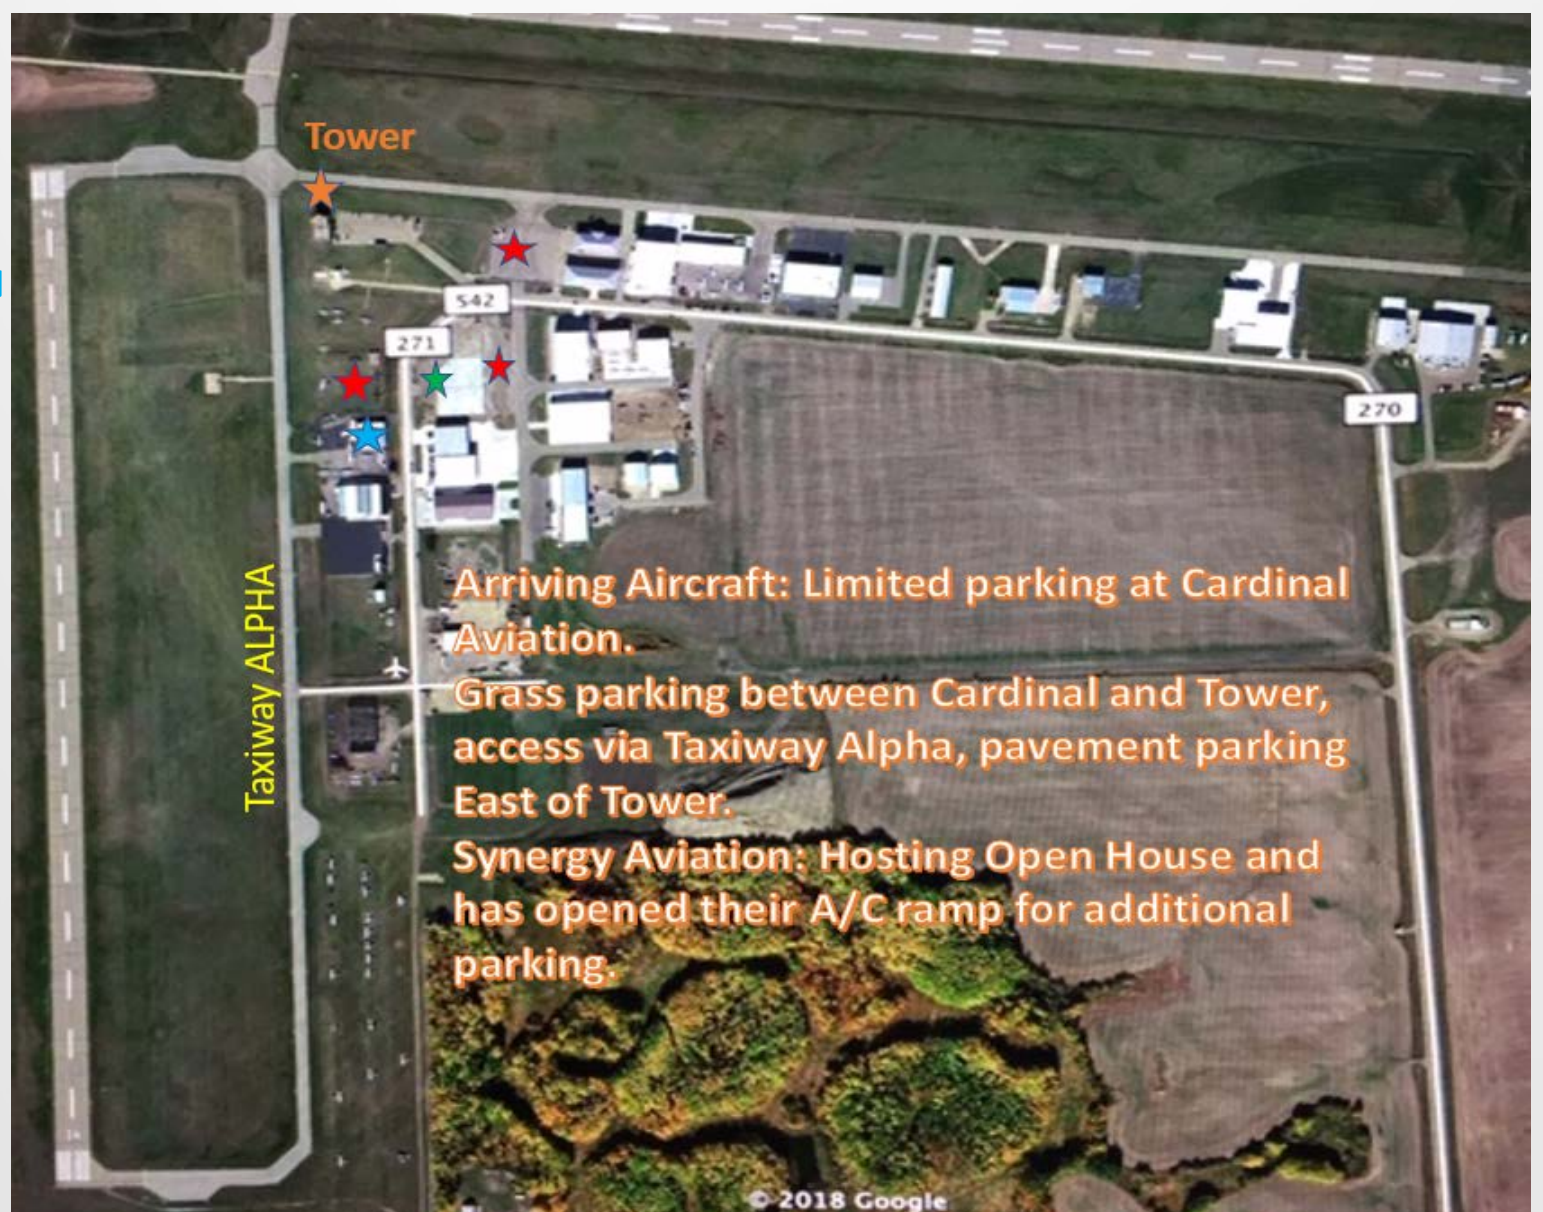 Tower
542
271
270
Taxiway ALPHA
Arriving Aircraft: Limited parking at Cardinal
Aviation.
Grass parking between Cardinal and Tower,
access via Taxiway Alpha, pavement parking
East of Tower.
Synergy Aviation: Hosting Open House and
has opened their A/C ramp for additional
parking.
© 2018 Google